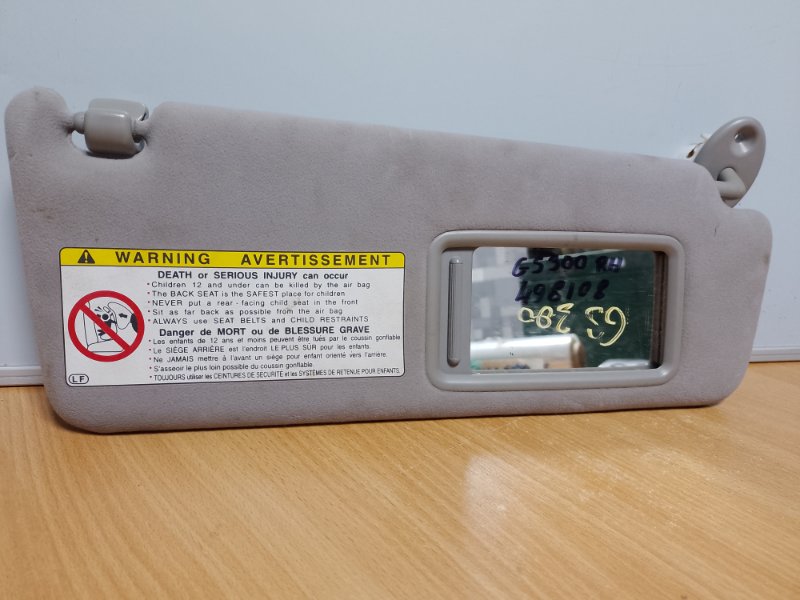 WARNING AVERTISSEMENT
DEATH or SERIOUS INJURY can occur
• Children 12 and under can be killed by the air bag
• The BACK SEAT is the SAFEST place for children
• NEVER put a rear-facing child seat in the front
• Sit as far back as possible from the air bag
• ALWAYS use SEAT BELTS and CHILD RESTRAINTS
Danger de MORT ou de BLESSURE GRAVE
• Les enfants de 12 ans et moins peuvent être tués par le coussin gonflable
• Le SIÈGE ARRIÈRE est l'endroit LE PLUS SÛR pour les enfants.
• Ne JAMAIS mettre à l'avant un siège pour enfant orienté vers l'arrière.
• S'asseoir le plus loin possible du coussin gonflable
• TOUJOURS utiliser les CEINTURES DE SÉCURITÉ et les SYSTÈMES DE RETENUE POUR ENFANTS.
LF
GS300 RH
498108